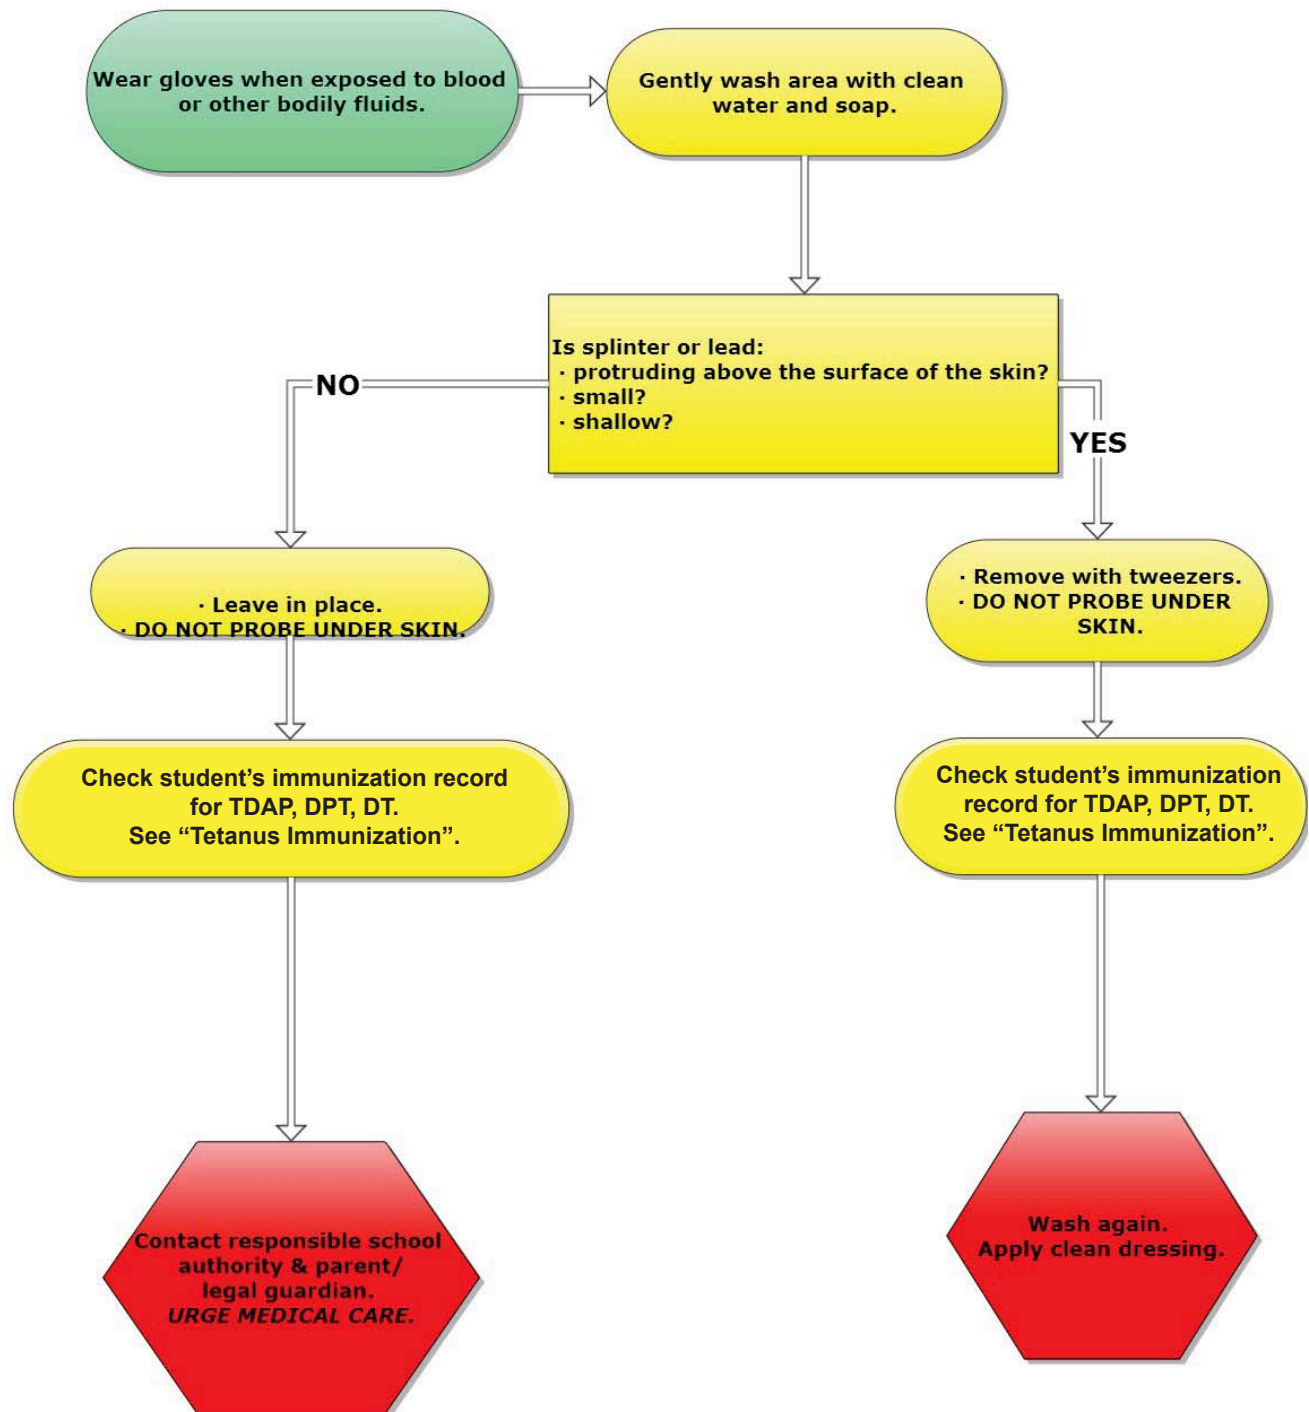 Wear gloves when exposed to blood
or other bodily fluids.
Gently wash area with clean
water and soap.
Is splinter or lead:
· protruding above the surface of the skin?
· small?
· shallow?
NO
YES
· Leave in place.
· DO NOT PROBE UNDER SKIN.
· Remove with tweezers.
· DO NOT PROBE UNDER
SKIN.
Check student’s immunization record
for TDAP, DPT, DT.
See “Tetanus Immunization”.
Check student’s immunization
record for TDAP, DPT, DT.
See “Tetanus Immunization”.
Contact responsible school
authority & parent/
legal guardian.
URGE MEDICAL CARE.
Wash again.
Apply clean dressing.